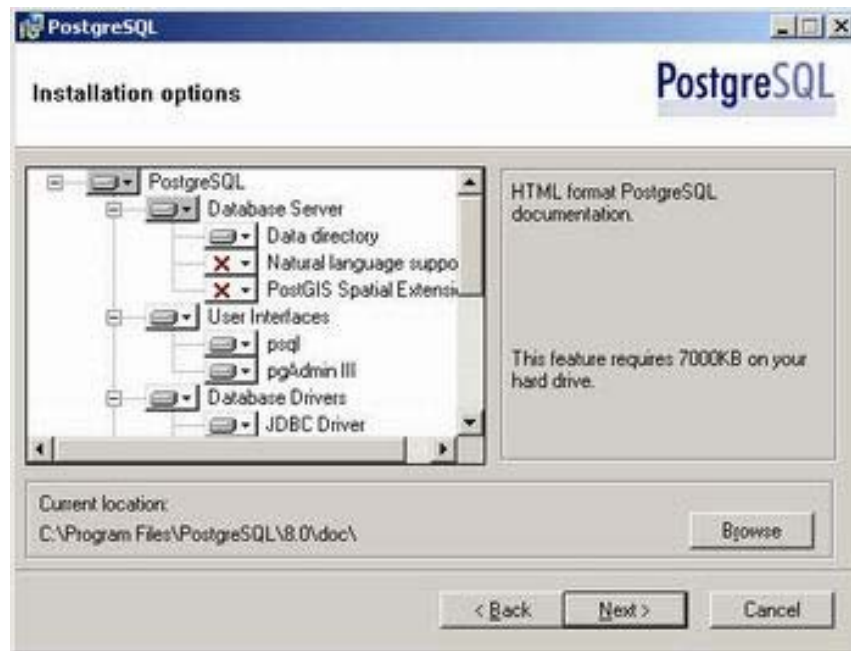 PostgreSQL
Installation options
PostgreSQL
PostgreSQL
Database Server
Data directory
Natural language suppo
PostGIS Spatial Extensi
User Interfaces
psql
pgAdmin III
Database Drivers
JDBC Driver
HTML format PostgreSQL
documentation.
This feature requires 7000KB on your
hard drive.
Current location:
C:\Program Files\PostgreSQL\8.0\doc\
Browse
< Back
Next >
Cancel